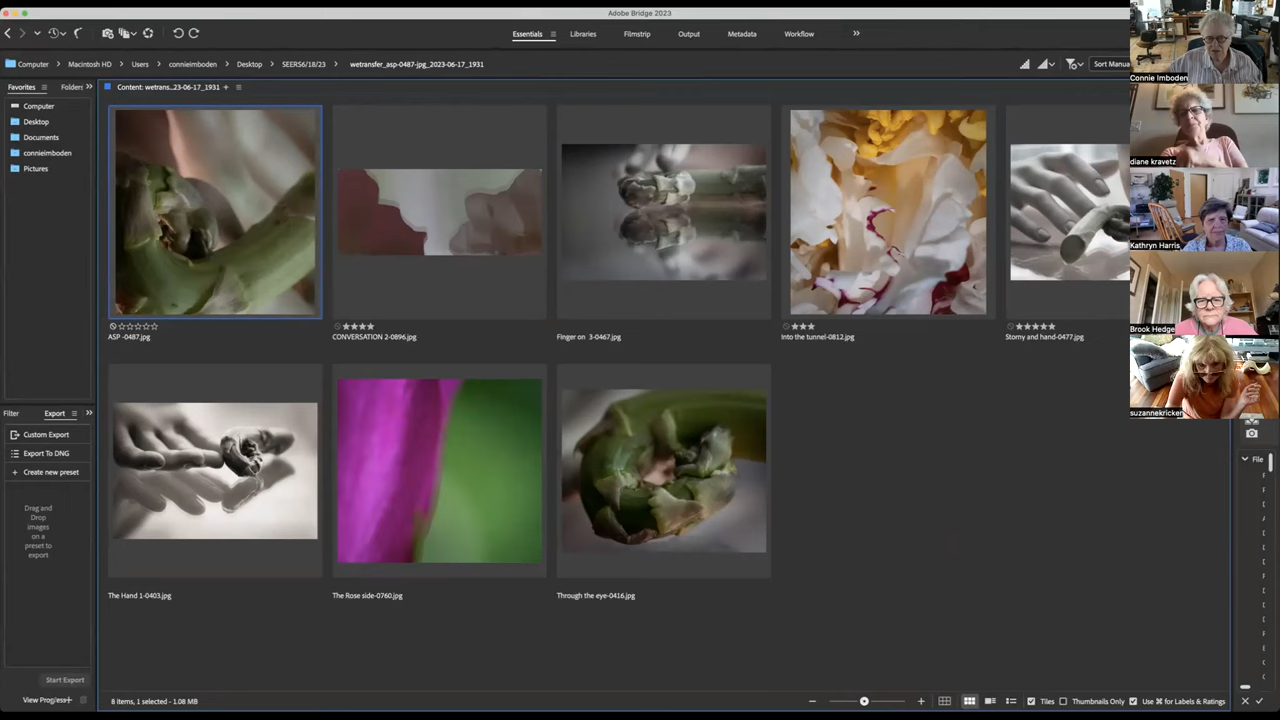 Adobe Bridge 2023
Essentials
Libraries
Filmstrip
Output
Metadata
Workflow
Computer
Macintosh HD
Users
connieimboden
Desktop
SEERS6/18/23
wetransfer_asp-0487-jpg_2023-06-17_1931
Sort Manua
Favorites
Folders
Content: wetrans...23-06-17_1931
Computer
Desktop
Documents
connieimboden
Pictures
ASP -0487.jpg
CONVERSATION 2-0896.jpg
Finger on 3-0467.jpg
Into the tunnel-0812.jpg
Stomy and hand-0477.jpg
Filter
Export
Custom Export
Export To DNG
Create new preset
Drag and
Drop
images
on a
preset to
export
The Hand 1-0403.jpg
The Rose side-0760.jpg
Through the eye-0416.jpg
Start Export
View Progress
8 items, 1 selected - 1.08 MB
Tiles
Thumbnails Only
Use ⌘ for Labels & Ratings
Connie Imboden
diane kravetz
Kathryn Harris
Brook Hedge
suzannekricken
File